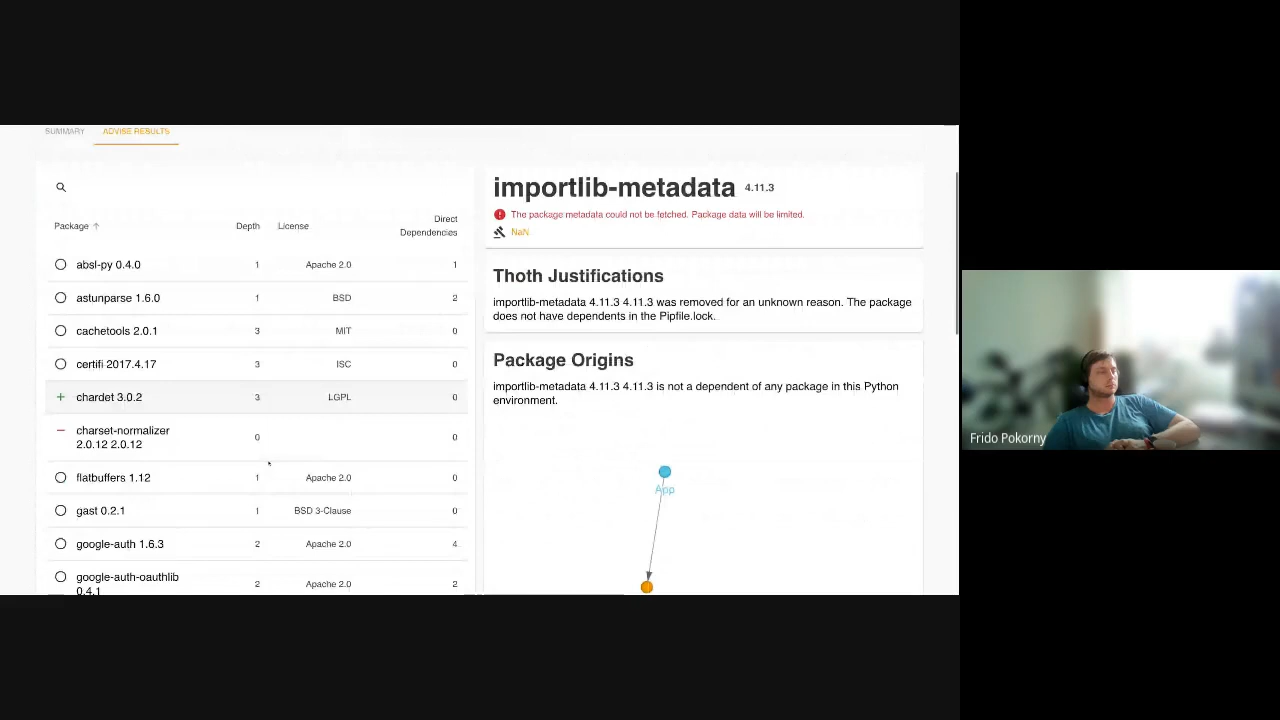 SUMMARY ADVISE RESULTS
Package Depth License Direct Dependencies
absl-py 0.4.0 1 Apache 2.0 1
astunparse 1.6.0 1 BSD 2
cachetools 2.0.1 3 MIT 0
certifi 2017.4.17 3 ISC 0
+ chardet 3.0.2 3 LGPL 0
− charset-normalizer
2.0.12 2.0.12 0 0
flatbuffers 1.12 1 Apache 2.0 0
gast 0.2.1 1 BSD 3-Clause 0
google-auth 1.6.3 2 Apache 2.0 4
google-auth-oauthlib
0.4.1 2 Apache 2.0 2
importlib-metadata 4.11.3
The package metadata could not be fetched. Package data will be limited.
NaN
Thoth Justifications
importlib-metadata 4.11.3 4.11.3 was removed for an unknown reason. The package
does not have dependents in the Pipfile.lock.
Package Origins
importlib-metadata 4.11.3 4.11.3 is not a dependent of any package in this Python
environment.
App
Frido Pokorny